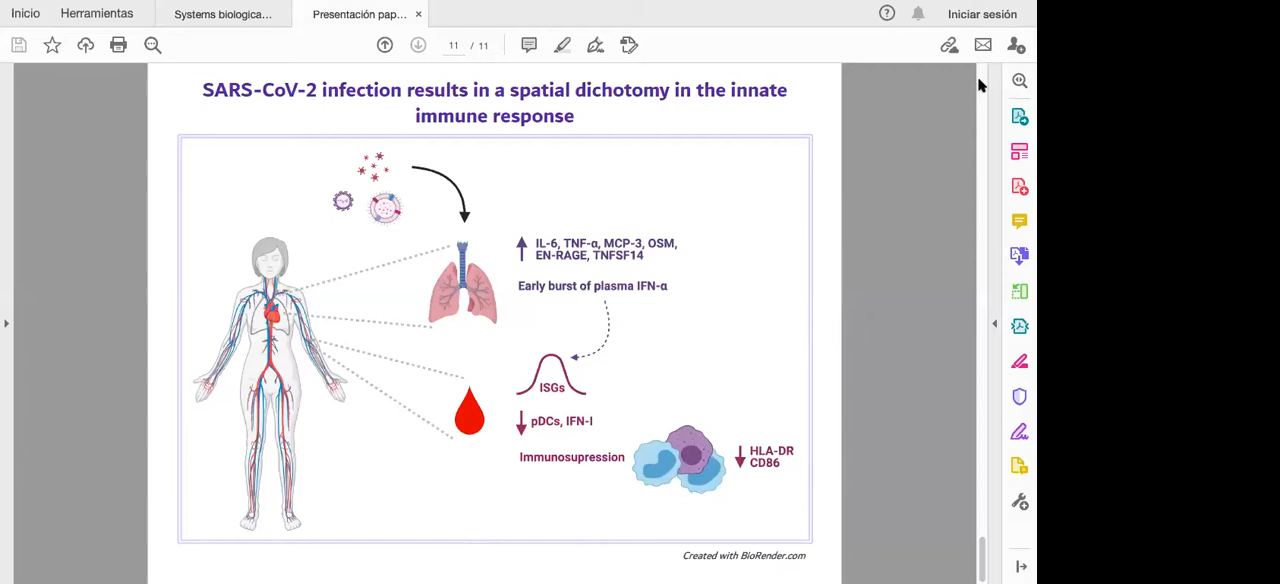 Inicio
Herramientas
Systems biologica...
Presentación pap...
×
Iniciar sesión
11 / 11
SARS-CoV-2 infection results in a spatial dichotomy in the innate
immune response
IL-6, TNF-α, MCP-3, OSM,
EN-RAGE, TNFSF14
Early burst of plasma IFN-α
ISGs
pDCs, IFN-I
Immunosupression
HLA-DR
CD86
Created with BioRender.com